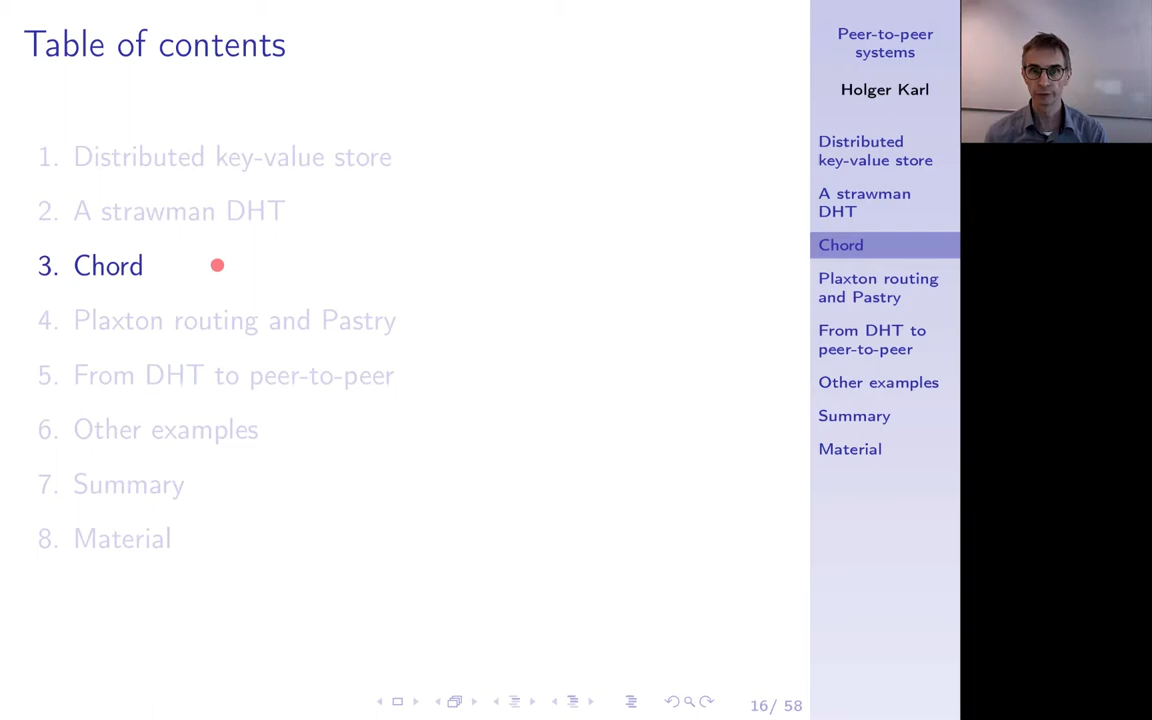 Table of contents
1. Distributed key-value store
2. A strawman DHT
3. Chord
4. Plaxton routing and Pastry
5. From DHT to peer-to-peer
6. Other examples
7. Summary
8. Material
16/ 58
Peer-to-peer
systems
Holger Karl
Distributed
key-value store
A strawman
DHT
Chord
Plaxton routing
and Pastry
From DHT to
peer-to-peer
Other examples
Summary
Material